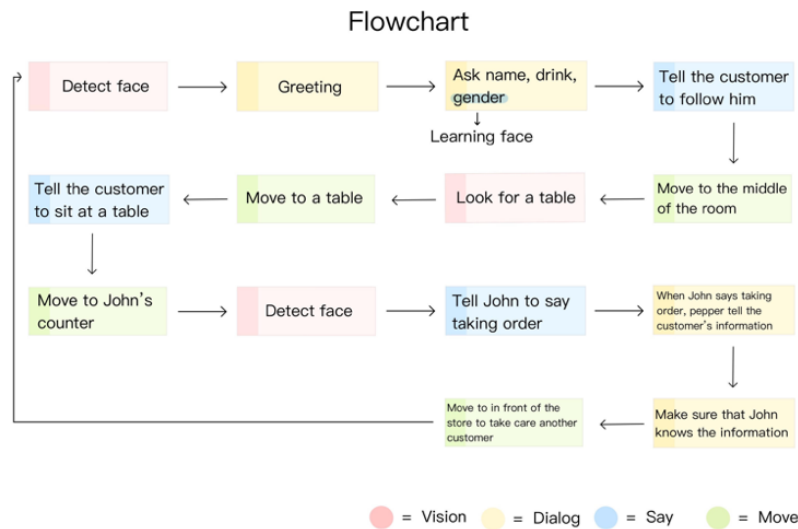 Flowchart
Detect face
Greeting
Ask name, drink,
gender
Learning face
Tell the customer
to follow him
Move to the middle
of the room
Look for a table
Move to a table
Tell the customer
to sit at a table
Move to John's
counter
Detect face
Tell John to say
taking order
When John says taking
order, pepper tell the
customer's information
Make sure that John
knows the information
Move to in front of the
store to take care another
customer
= Vision
= Dialog
= Say
= Move